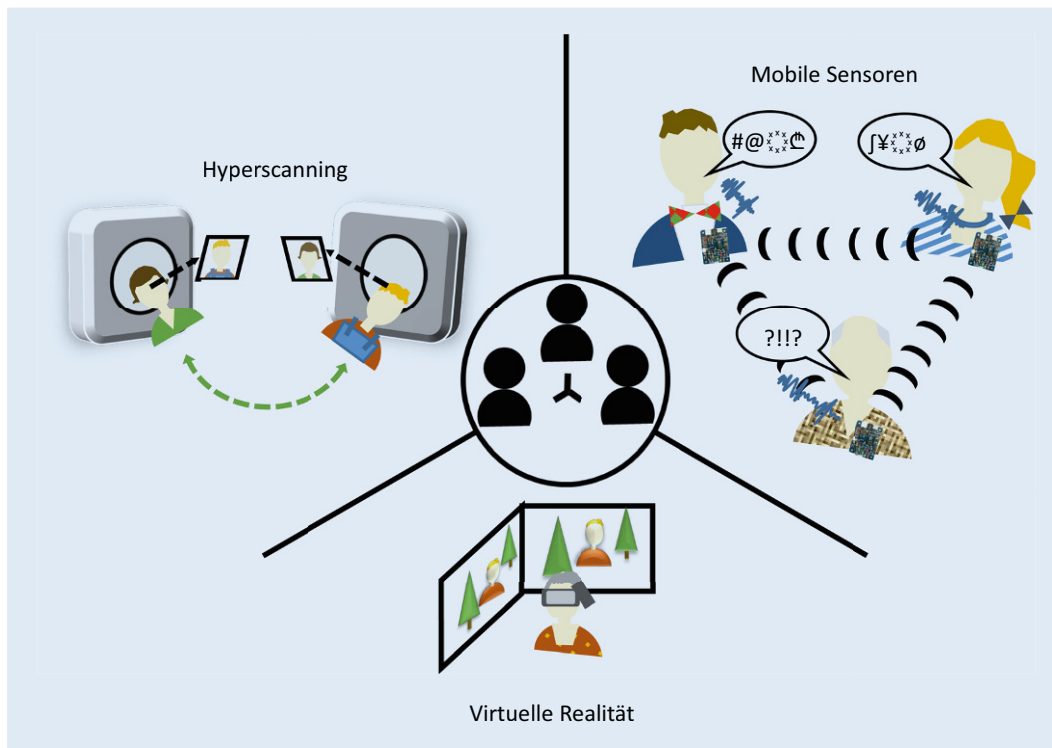 Mobile Sensoren
#@҉₾
∫¥҉ø
Hyperscanning
?!!?
Virtuelle Realität